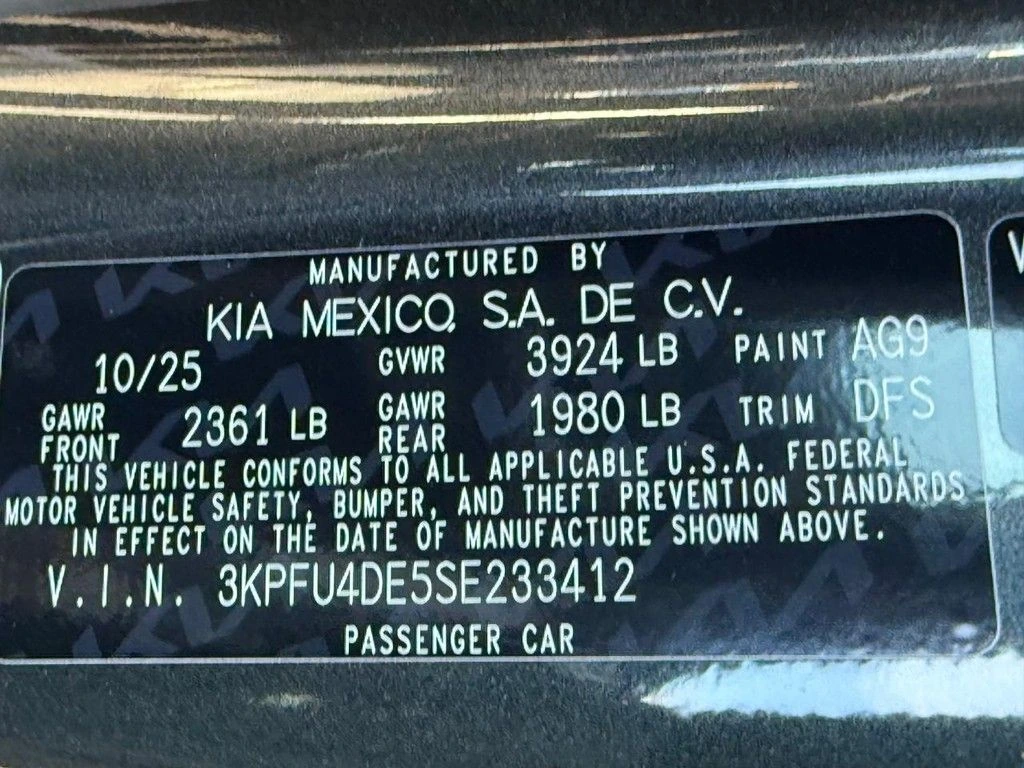 MANUFACTURED BY
KIA MEXICO, S.A. DE C.V.
10/25 GVWR 3924 LB PAINT AG9
GAWR FRONT 2361 LB GAWR REAR 1980 LB TRIM DFS
THIS VEHICLE CONFORMS TO ALL APPLICABLE U.S.A. FEDERAL
MOTOR VEHICLE SAFETY, BUMPER, AND THEFT PREVENTION STANDARDS
IN EFFECT ON THE DATE OF MANUFACTURE SHOWN ABOVE.
V.I.N. 3KPFU4DE5SE233412
PASSENGER CAR